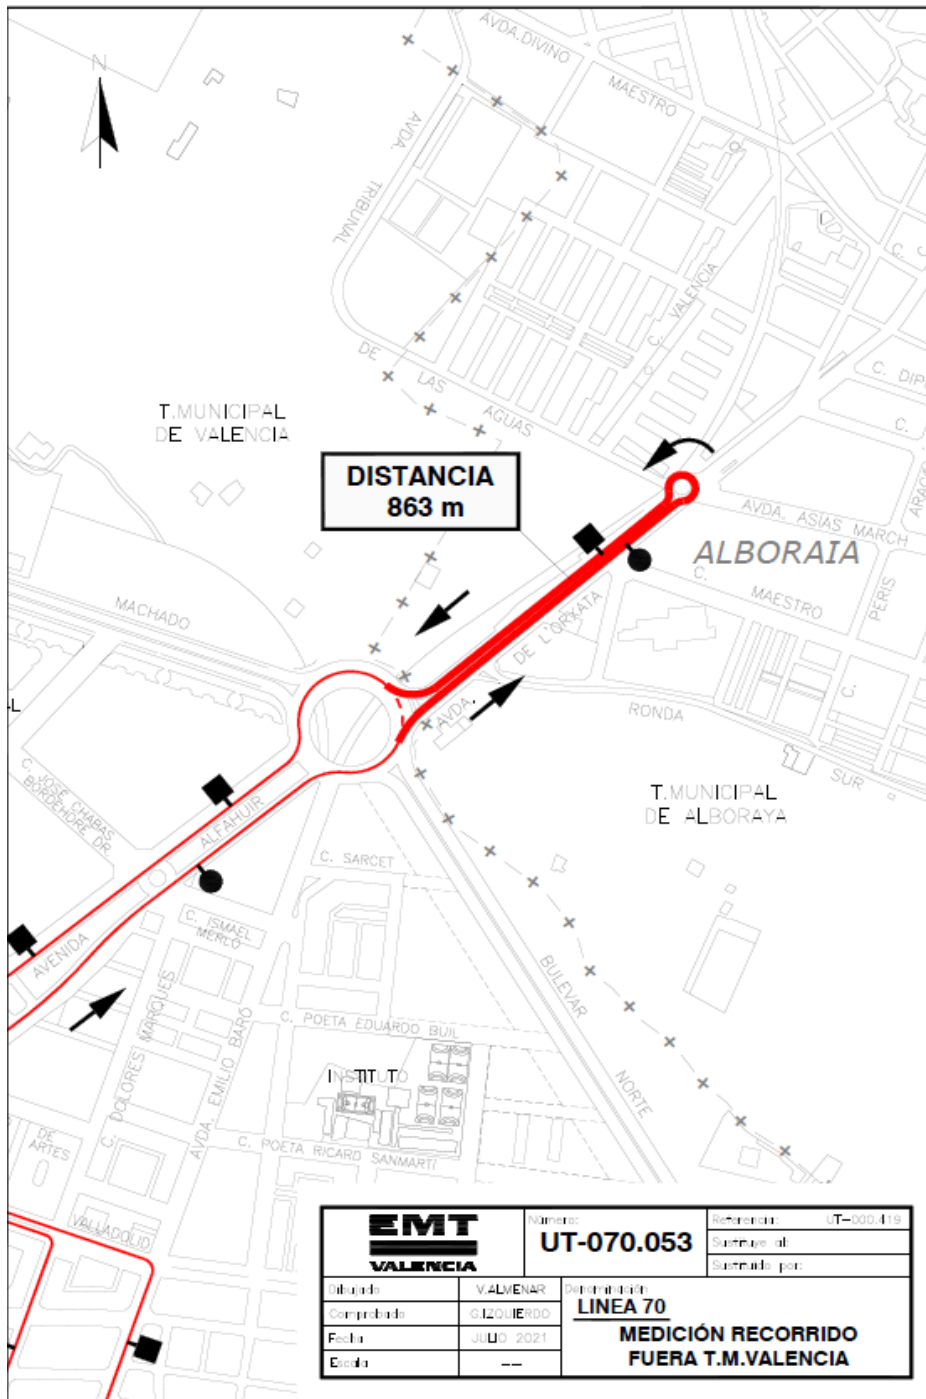 N
AVDA.DIVINO
MAESTRO
AVDA.
TRIBUNAL
DE
LAS
AGUAS
C.
VALENCIA
C.
C. DIP
C.
ARAC
T.MUNICIPAL
DE VALENCIA
DISTANCIA
863 m
AVDA. ASIAS MARCH
ALBORAIA
C.
MAESTRO
PERIS
C.
MACHADO
AVDA.
DE L'ORXATA
RONDA
SUR
T.MUNICIPAL
DE ALBORAYA
AL
C. JOSE CHABAS
BORDEHORE DR.
AVENIDA
ALFAHUIR
C. SARCET
C. ISMAEL
MERLO
C. DOLORES MARQUES
AVDA. EMILIO BARO
C. POETA EDUARDO BUIL
BULEVAR
NORTE
INSTITUTO
C. POETA RICARD SANMARTI
DE
ARTES
VALLADOLID
EMT
VALENCIA
Número:
UT-070.053
Referencia: UT-000.419
Sustituye al:
Sustituido por:
Dibujado V.ALMENAR
Comprobado G.IZQUIERDO
Fecha JULIO 2021
Escala --
Denominación
LINEA 70
MEDICIÓN RECORRIDO
FUERA T.M.VALENCIA